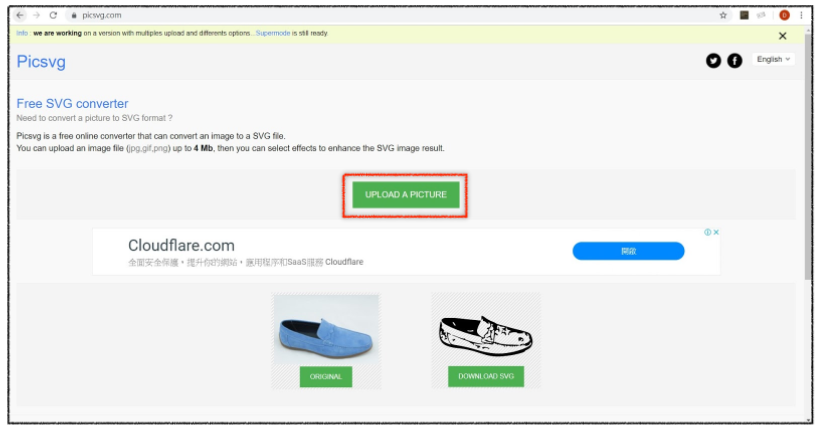 picsvg.com
Info : we are working on a version with multiples upload and differents options...Supermode is still ready.
Picsvg
English
Free SVG converter
Need to convert a picture to SVG format ?
Picsvg is a free online converter that can convert an image to a SVG file.
You can upload an image file (jpg,gif,png) up to 4 Mb, then you can select effects to enhance the SVG image result.
UPLOAD A PICTURE
Cloudflare.com
全面安全保護，提升你的網站，應用程序和SaaS服務 Cloudflare
開啟
ORIGINAL
DOWNLOAD SVG